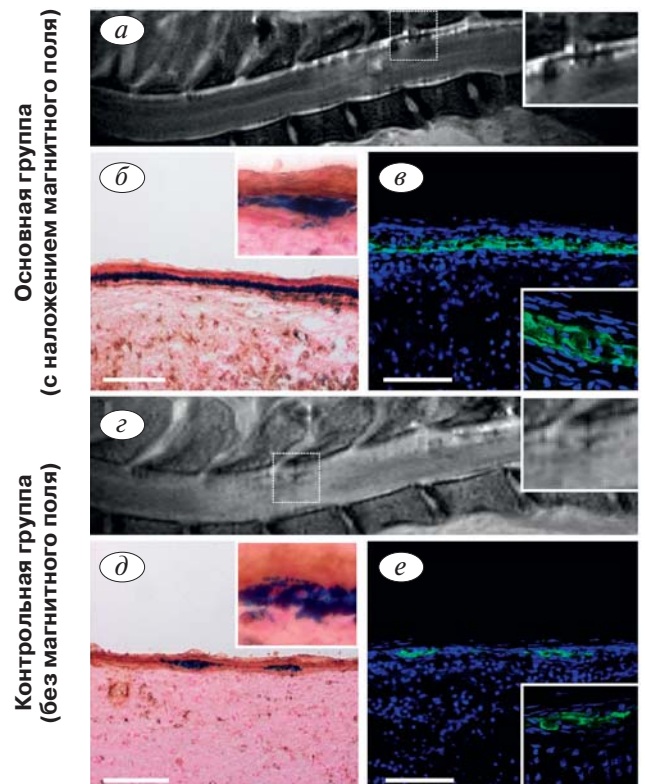 Основная группа
(с наложением магнитного поля)
а
б
в
Контрольная группа
(без магнитного поля)
г
д
е